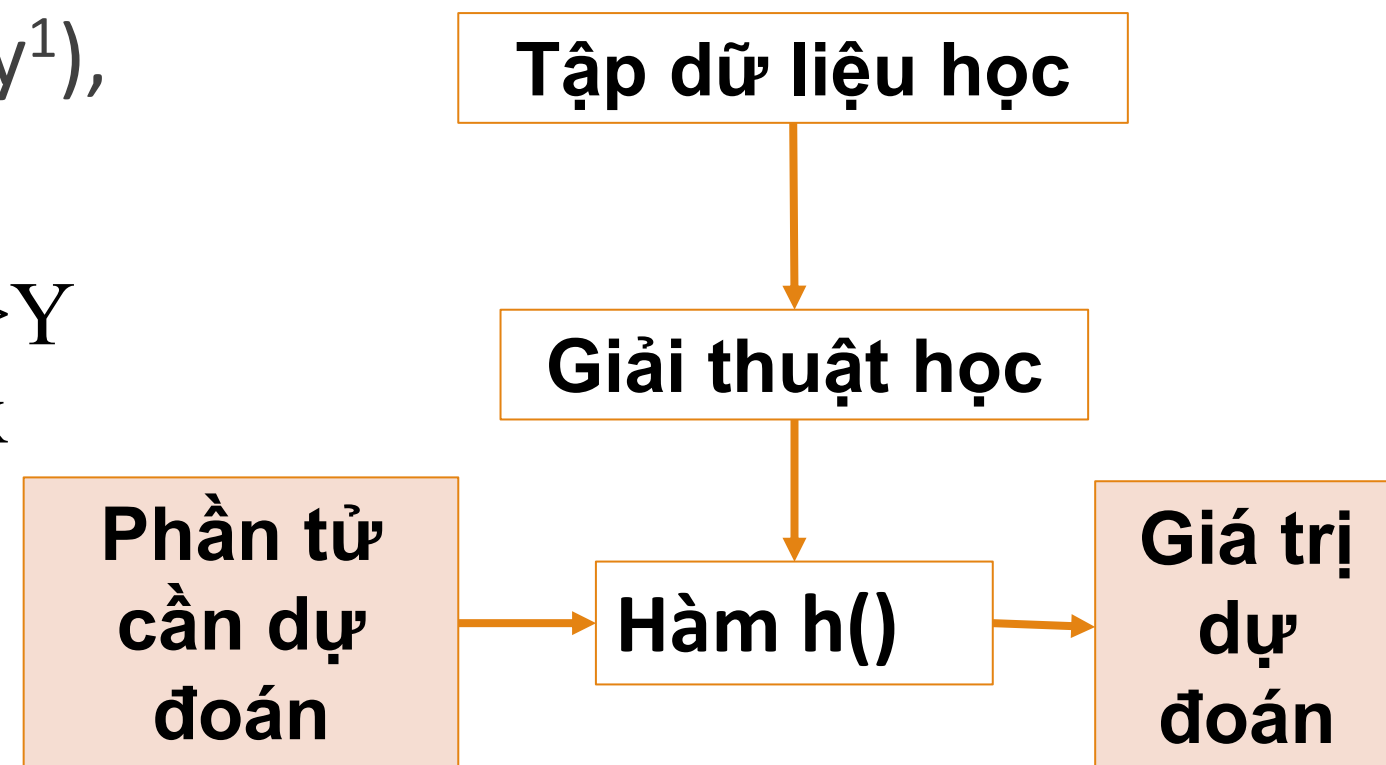 y¹),
Tập dữ liệu học
>Y
Giải thuật học
Phần tử
cần dự
đoán
Hàm h()
Giá trị
dự
đoán